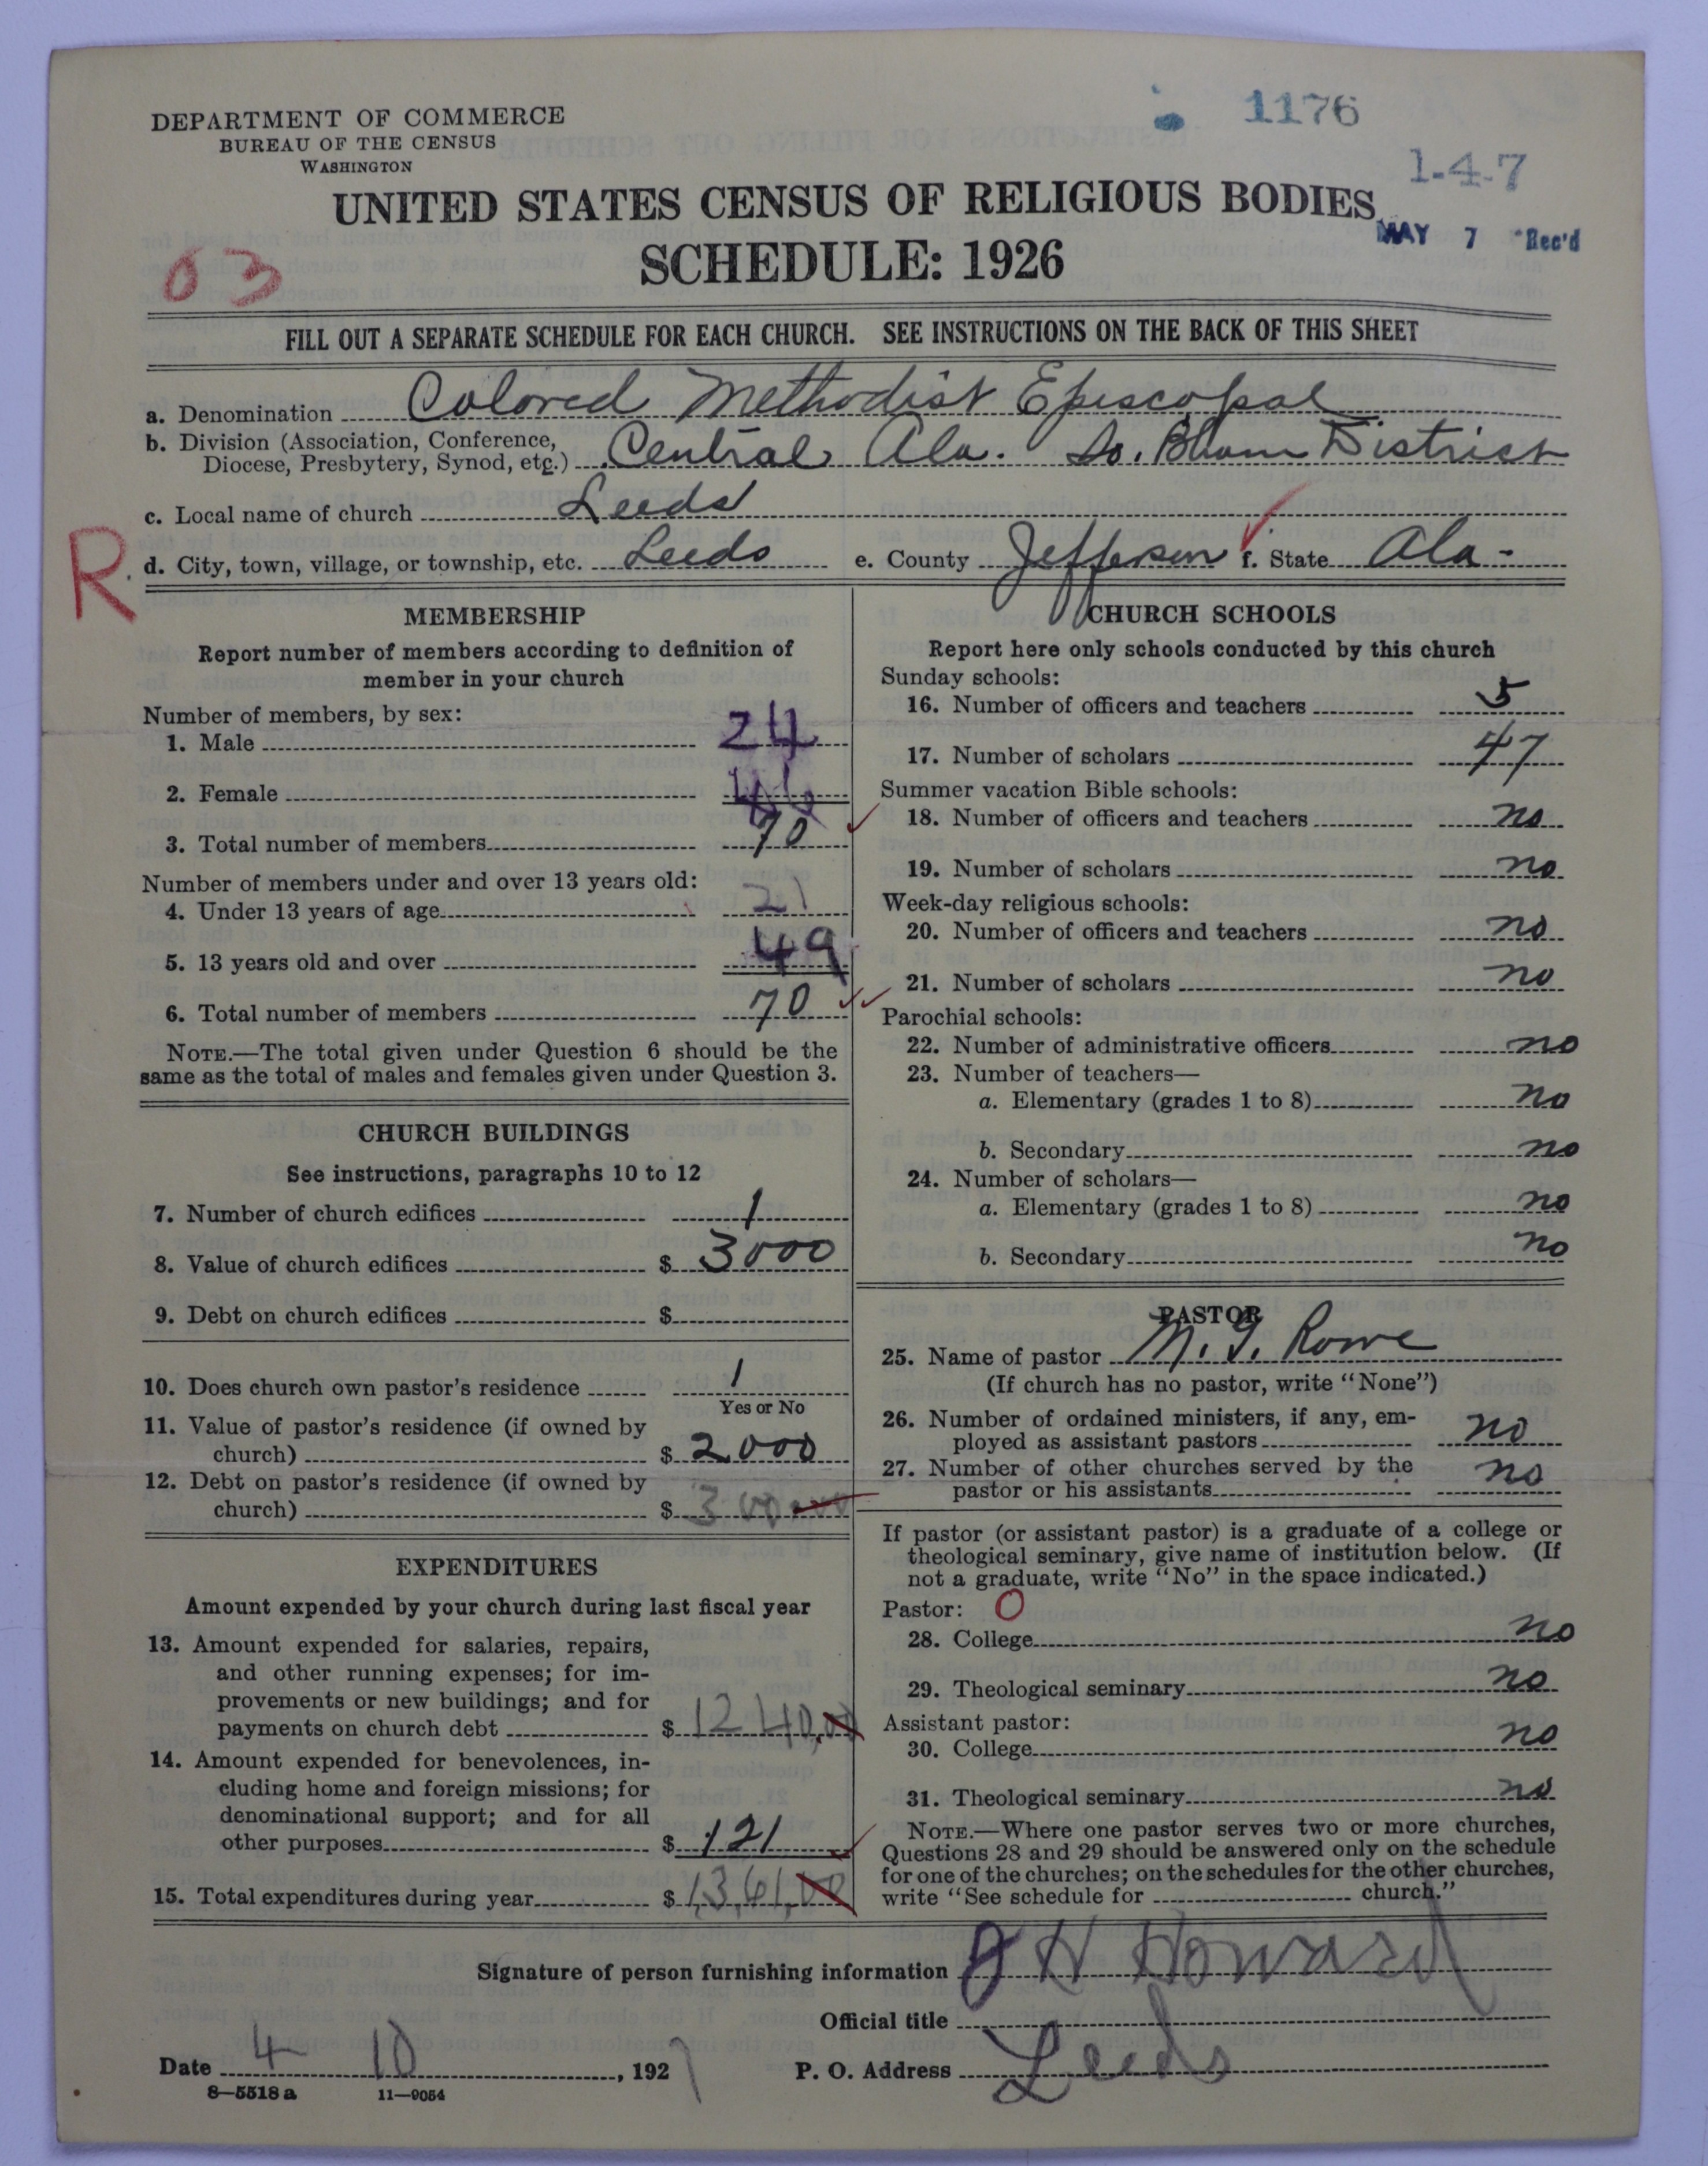 DEPARTMENT OF COMMERCE
BUREAU OF THE CENSUS
WASHINGTON
1176
1-4-7
UNITED STATES CENSUS OF RELIGIOUS BODIES
MAY 7 Rec'd
SCHEDULE: 1926
03
FILL OUT A SEPARATE SCHEDULE FOR EACH CHURCH. SEE INSTRUCTIONS ON THE BACK OF THIS SHEET
a. Denomination Colored Methodist Episcopal
b. Division (Association, Conference, Diocese, Presbytery, Synod, etc.) Central Ala. So. Bham District
c. Local name of church Leeds
R
d. City, town, village, or township, etc. Leeds e. County Jefferson f. State Ala-
MEMBERSHIP
Report number of members according to definition of
member in your church
Number of members, by sex:
1. Male 24
2. Female 46
3. Total number of members 70
Number of members under and over 13 years old:
4. Under 13 years of age 21
5. 13 years old and over 49
6. Total number of members 70
NOTE.—The total given under Question 6 should be the
same as the total of males and females given under Question 3.
CHURCH BUILDINGS
See instructions, paragraphs 10 to 12
7. Number of church edifices 1
8. Value of church edifices $ 3000
9. Debt on church edifices $
10. Does church own pastor's residence 1
Yes or No
11. Value of pastor's residence (if owned by
church) $ 2000
12. Debt on pastor's residence (if owned by
church) $ 300
EXPENDITURES
Amount expended by your church during last fiscal year
13. Amount expended for salaries, repairs,
and other running expenses; for im-
provements or new buildings; and for
payments on church debt $ 1240,00
14. Amount expended for benevolences, in-
cluding home and foreign missions; for
denominational support; and for all
other purposes $ 121
15. Total expenditures during year $ 1361,00
CHURCH SCHOOLS
Report here only schools conducted by this church
Sunday schools:
16. Number of officers and teachers 5
17. Number of scholars 47
Summer vacation Bible schools:
18. Number of officers and teachers no
19. Number of scholars no
Week-day religious schools:
20. Number of officers and teachers no
21. Number of scholars no
Parochial schools:
22. Number of administrative officers no
23. Number of teachers—
a. Elementary (grades 1 to 8) no
b. Secondary no
24. Number of scholars—
a. Elementary (grades 1 to 8) no
b. Secondary no
PASTOR
25. Name of pastor M. G. Rowe
(If church has no pastor, write "None")
26. Number of ordained ministers, if any, em-
ployed as assistant pastors no
27. Number of other churches served by the
pastor or his assistants no
If pastor (or assistant pastor) is a graduate of a college or
theological seminary, give name of institution below. (If
not a graduate, write "No" in the space indicated.)
Pastor: O
28. College no
29. Theological seminary no
Assistant pastor:
30. College no
31. Theological seminary no
NOTE.—Where one pastor serves two or more churches,
Questions 28 and 29 should be answered only on the schedule
for one of the churches; on the schedules for the other churches,
write "See schedule for church."
Signature of person furnishing information J H Howard
Official title
Date 4 10, 1927 P. O. Address Leeds
8—5518 a 11—9054